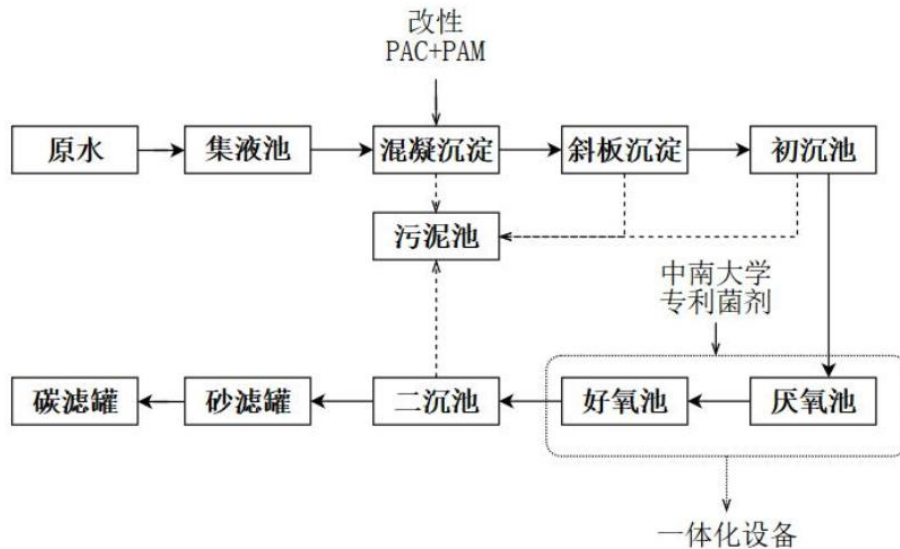 改性
PAC+PAM
原水
集液池
混凝沉淀
斜板沉淀
初沉池
污泥池
中南大学
专利菌剂
碳滤罐
砂滤罐
二沉池
好氧池
厌氧池
一体化设备